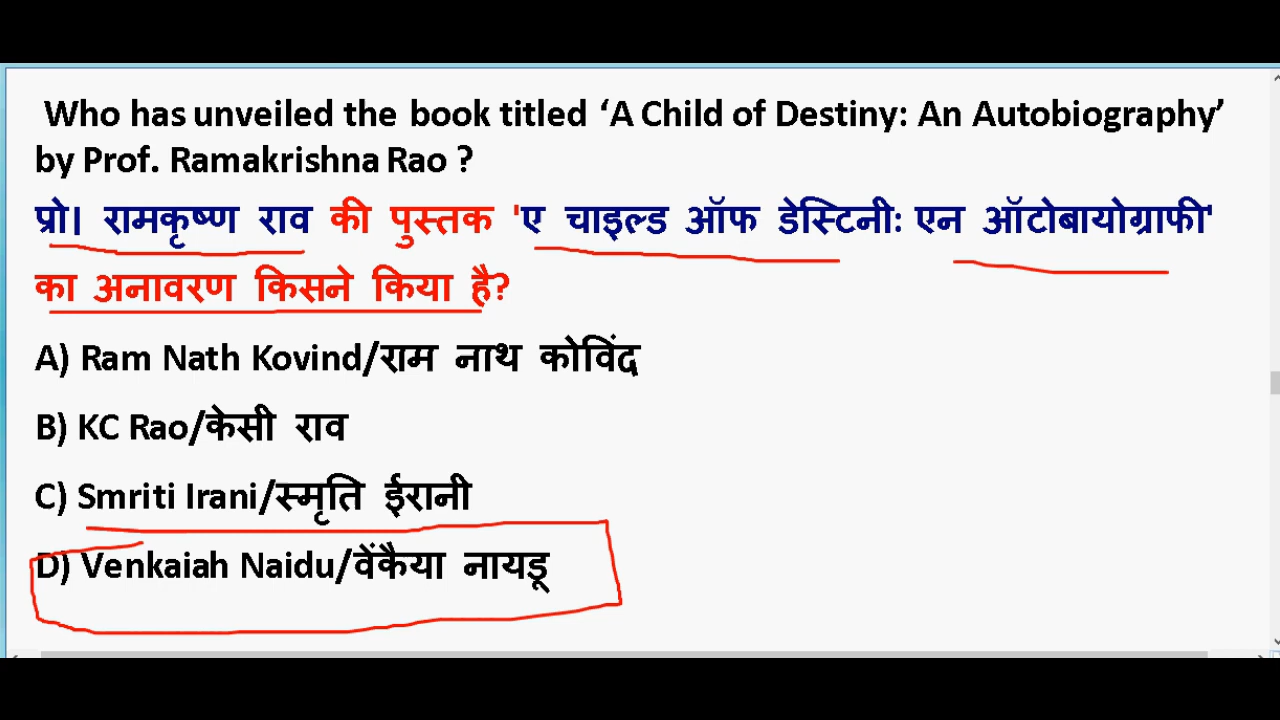 Who has unveiled the book titled ‘A Child of Destiny: An Autobiography’
by Prof. Ramakrishna Rao ?
प्रो। रामकृष्ण राव की पुस्तक 'ए चाइल्ड ऑफ डेस्टिनी: एन ऑटोबायोग्राफी'
का अनावरण किसने किया है?
A) Ram Nath Kovind/राम नाथ कोविंद
B) KC Rao/केसी राव
C) Smriti Irani/स्मृति ईरानी
D) Venkaiah Naidu/वेंकैया नायडू